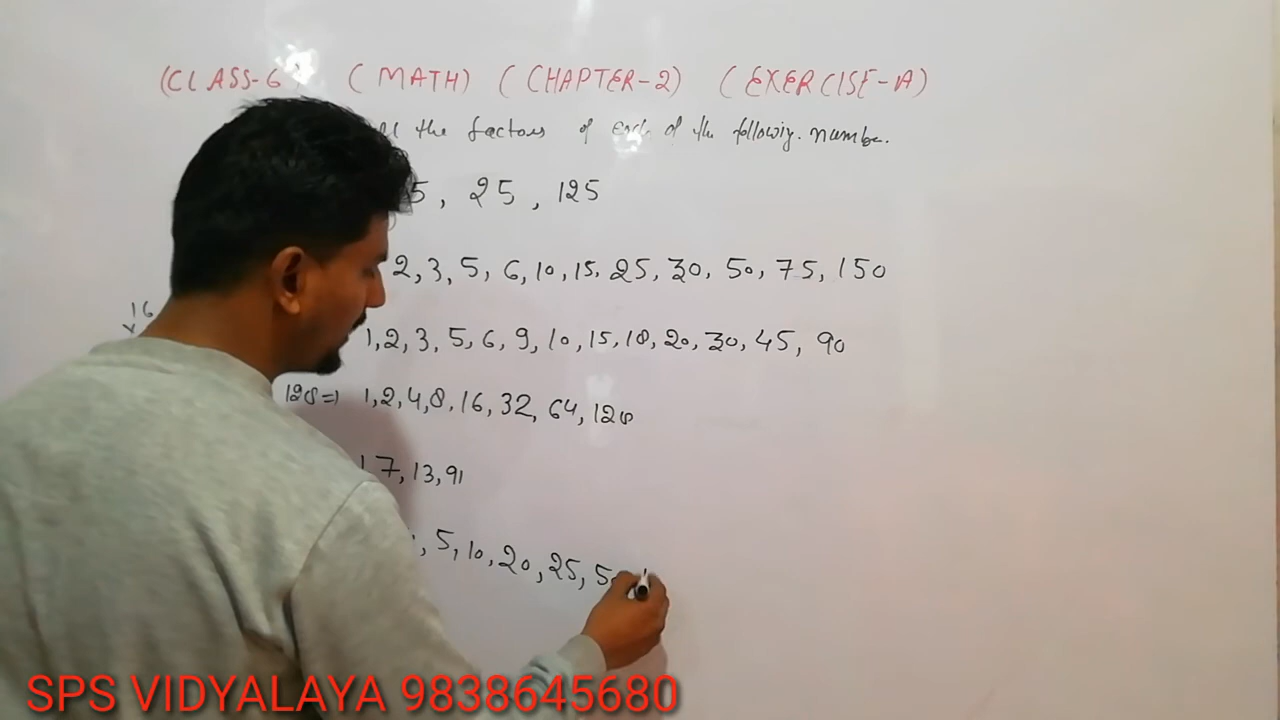 (CLASS-6) (MATH) (CHAPTER-2) (EXERCISE-A)
the factors of each of the followig. number.
5, 25, 125
2, 3, 5, 6, 10, 15, 25, 30, 50, 75, 150
16
1, 2, 3, 5, 6, 9, 10, 15, 18, 20, 30, 45, 90
128=) 1, 2, 4, 8, 16, 32, 64, 128
1 7, 13, 91
, 5, 10, 20, 25, 5
SPS VIDYALAYA 9838645680